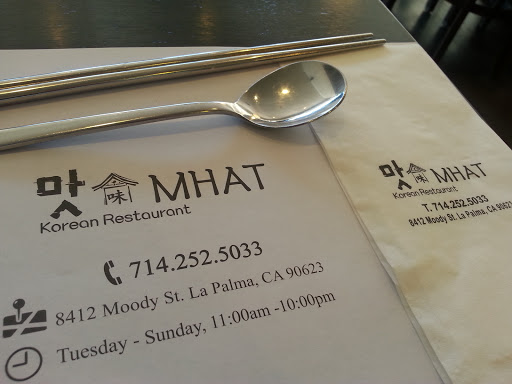 맛 味 MHAT
Korean Restaurant
714.252.5033
8412 Moody St. La Palma, CA 90623
Tuesday - Sunday, 11:00am -10:00pm
맛 味 MHAT
Korean Restaurant
T.714.252.5033
8412 Moody St. La Palma, CA 90623